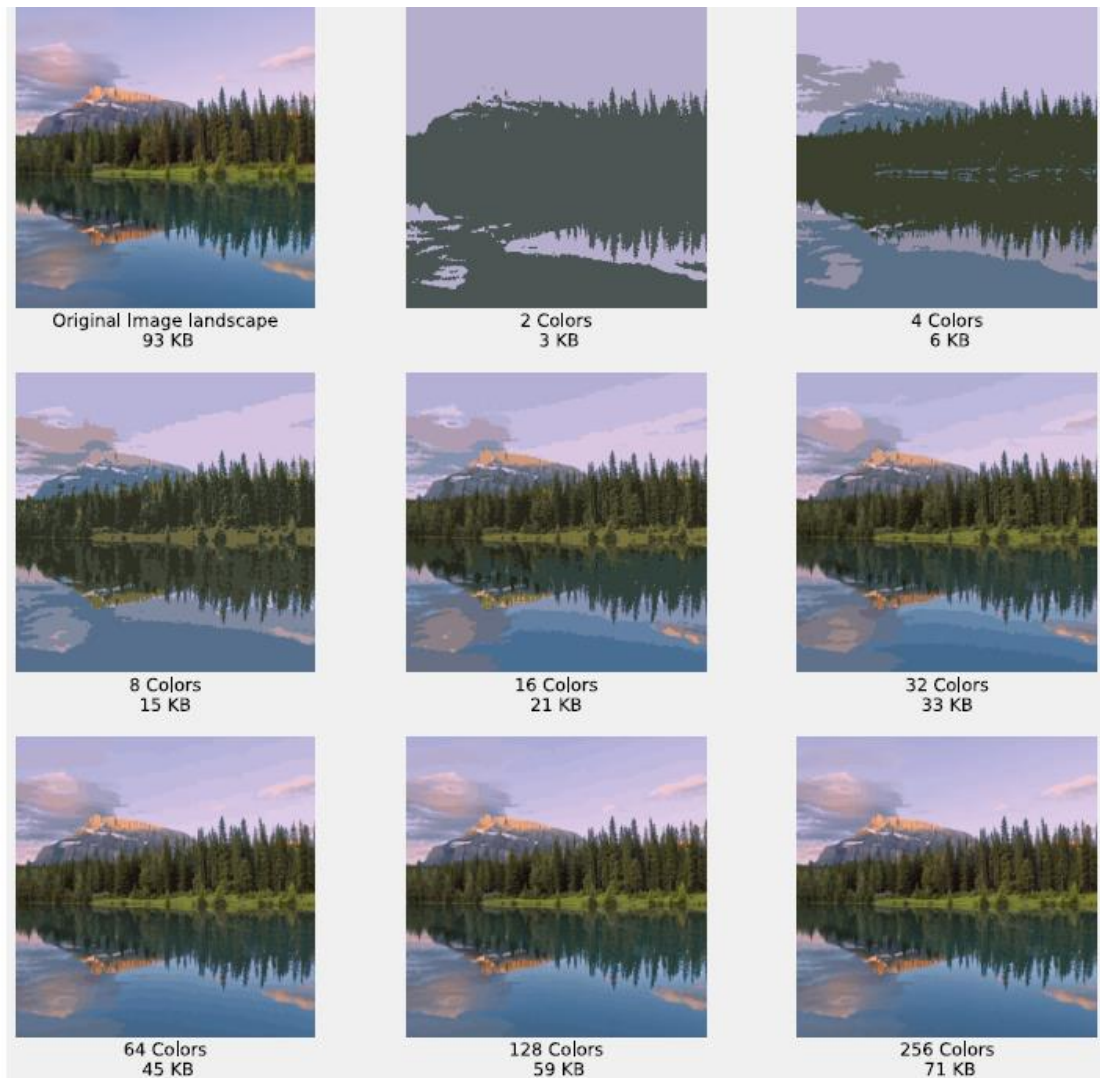 Original Image landscape
93 KB
2 Colors
3 KB
4 Colors
6 KB
8 Colors
15 KB
16 Colors
21 KB
32 Colors
33 KB
64 Colors
45 KB
128 Colors
59 KB
256 Colors
71 KB